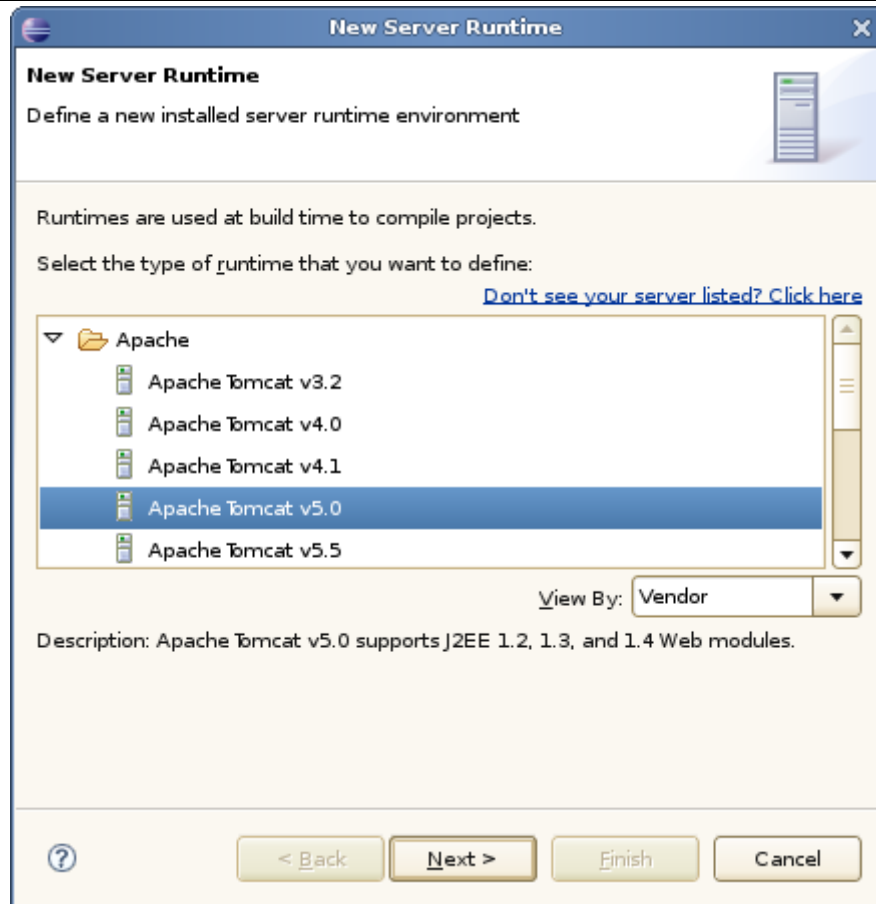 New Server Runtime
New Server Runtime
Define a new installed server runtime environment
Runtimes are used at build time to compile projects.
Select the type of runtime that you want to define:
Don't see your server listed? Click here
Apache
Apache Tomcat v3.2
Apache Tomcat v4.0
Apache Tomcat v4.1
Apache Tomcat v5.0
Apache Tomcat v5.5
View By: Vendor
Description: Apache Tomcat v5.0 supports J2EE 1.2, 1.3, and 1.4 Web modules.
? < Back Next > Finish Cancel